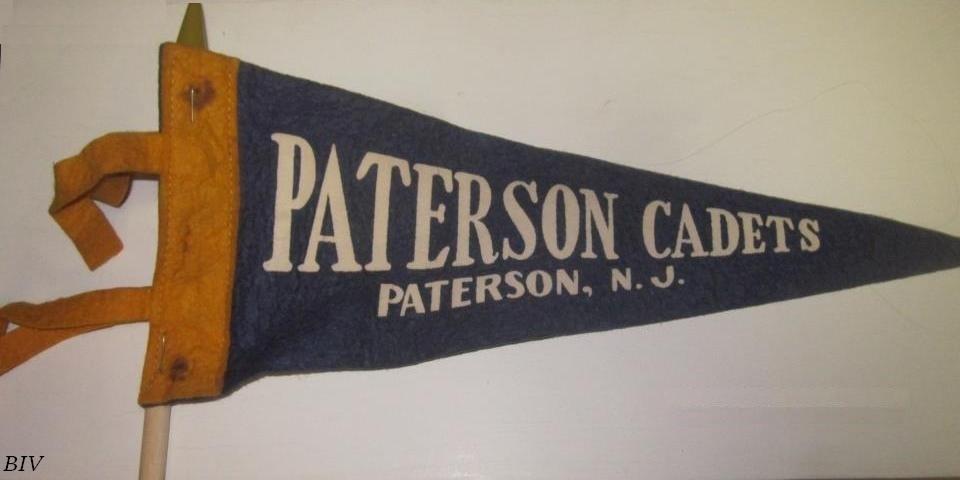 PATERSON CADETS
PATERSON, N. J.
BIV